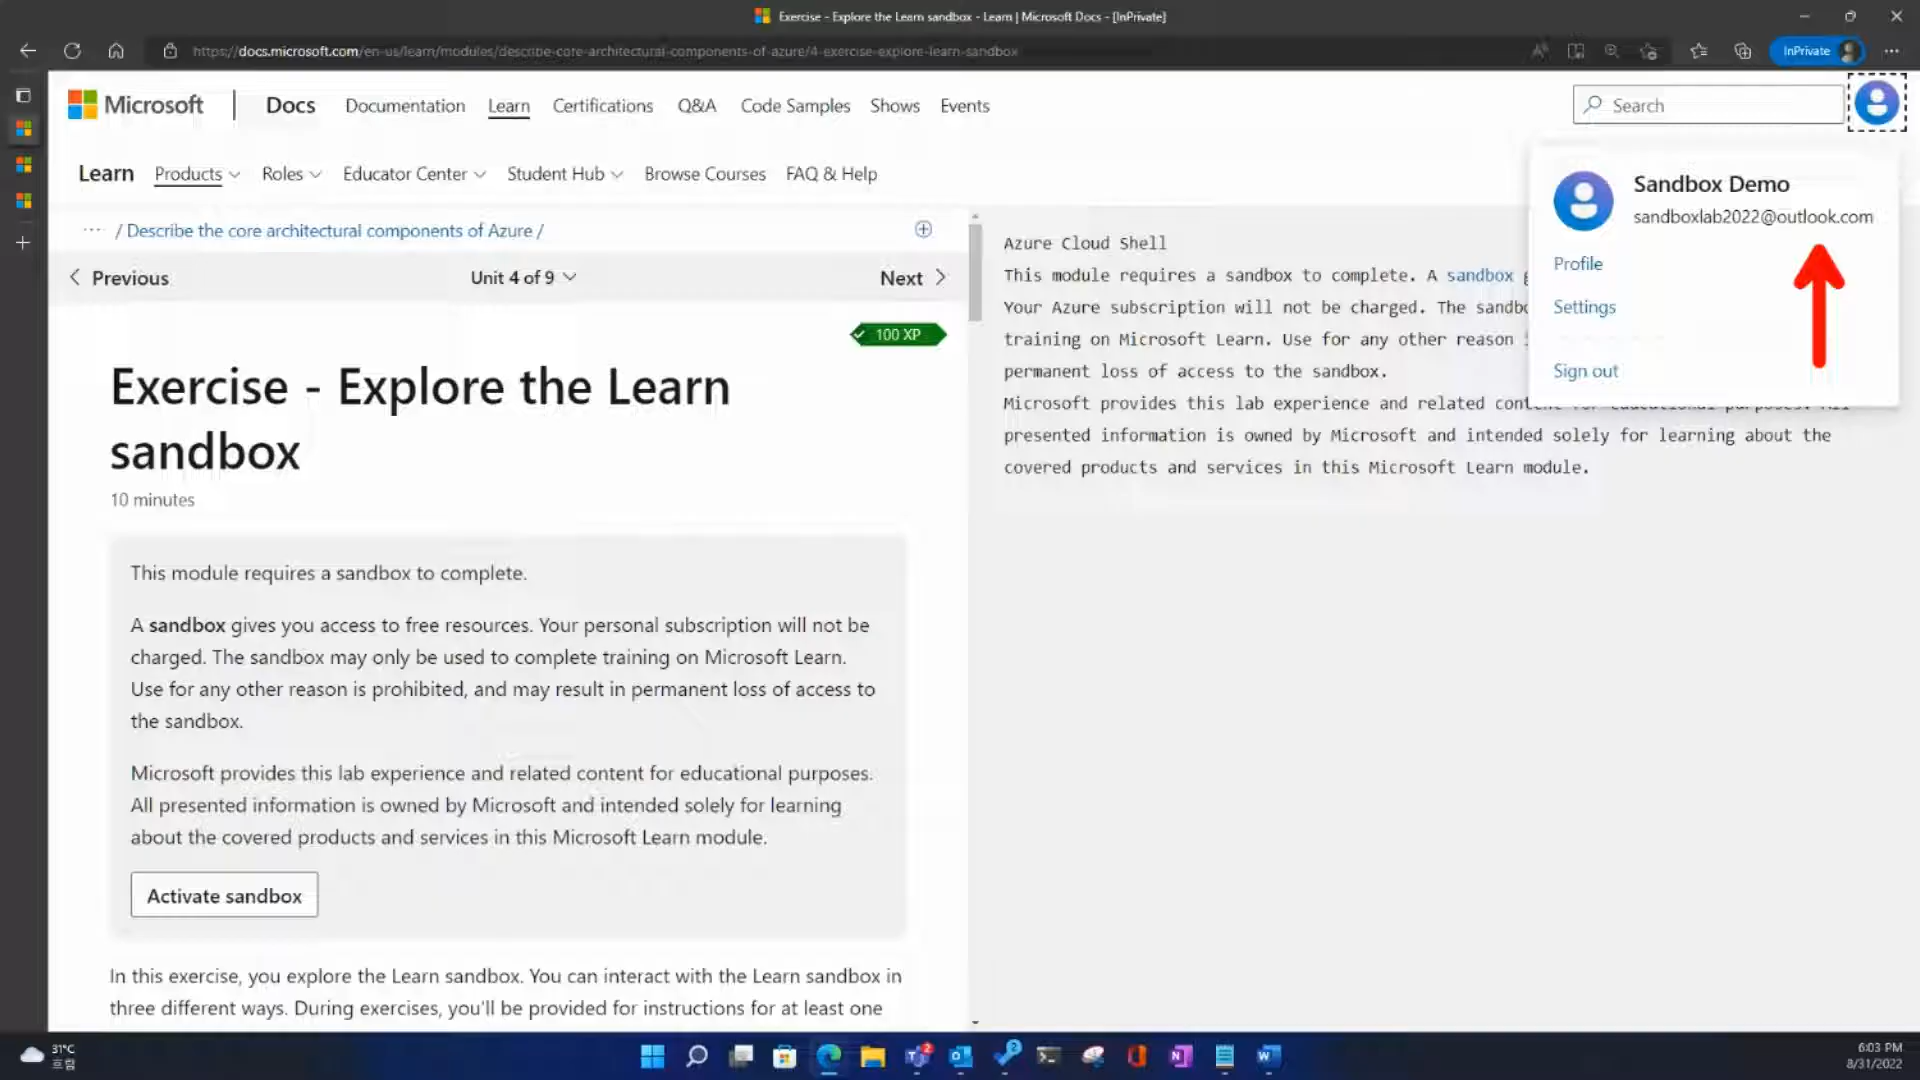 Exercise - Explore the Learn sandbox - Learn | Microsoft Docs - [InPrivate]
https://docs.microsoft.com/en-us/learn/modules/describe-core-architectural-components-of-azure/4-exercise-explore-learn-sandbox
InPrivate
Microsoft Docs Documentation Learn Certifications Q&A Code Samples Shows Events
Search
Learn Products Roles Educator Center Student Hub Browse Courses FAQ & Help
Sandbox Demo
sandboxlab2022@outlook.com
Profile
Settings
Sign out
··· / Describe the core architectural components of Azure /
Previous
Unit 4 of 9
Next
100 XP
Exercise - Explore the Learn
sandbox
10 minutes
This module requires a sandbox to complete.
A sandbox gives you access to free resources. Your personal subscription will not be
charged. The sandbox may only be used to complete training on Microsoft Learn.
Use for any other reason is prohibited, and may result in permanent loss of access to
the sandbox.
Microsoft provides this lab experience and related content for educational purposes.
All presented information is owned by Microsoft and intended solely for learning
about the covered products and services in this Microsoft Learn module.
Activate sandbox
In this exercise, you explore the Learn sandbox. You can interact with the Learn sandbox in
three different ways. During exercises, you'll be provided for instructions for at least one
Azure Cloud Shell
This module requires a sandbox to complete. A sandbox
Your Azure subscription will not be charged. The
training on Microsoft Learn. Use for any other reason
permanent loss of access to the sandbox.
Microsoft provides this lab experience and related
presented information is owned by Microsoft and intended solely for learning about the
covered products and services in this Microsoft Learn module.
31°C
흐림
2
2
6:03 PM
8/31/2022